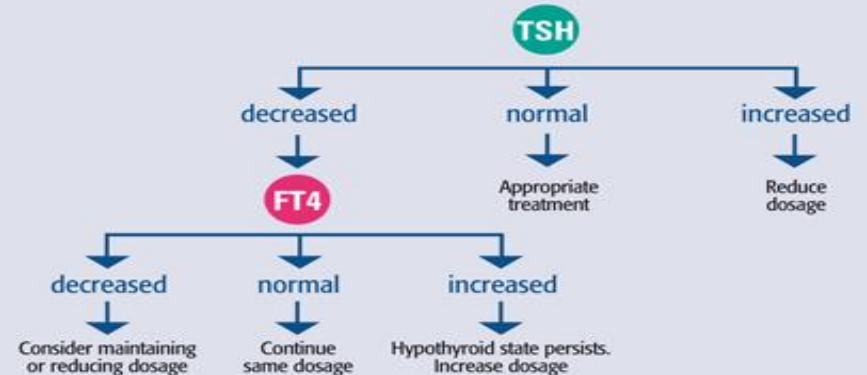 TSH
decreased
normal
increased
Appropriate
treatment
Reduce
dosage
FT4
decreased
normal
increased
Consider maintaining
or reducing dosage
Continue
same dosage
Hypothyroid state persists.
Increase dosage